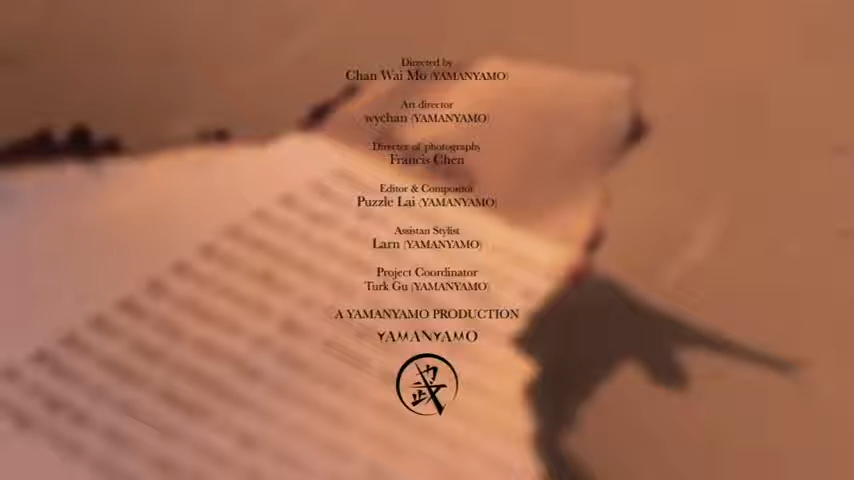 Directed by
Chan Wai Mo (YAMANYAMO)
Art director
wychan (YAMANYAMO)
Director of photography
Francis Chen
Editor & Compositor
Puzzle Lai (YAMANYAMO)
Assistan Stylist
Larn (YAMANYAMO)
Project Coordinator
Turk Gu (YAMANYAMO)
A YAMANYAMO PRODUCTION
YAMANYAMO